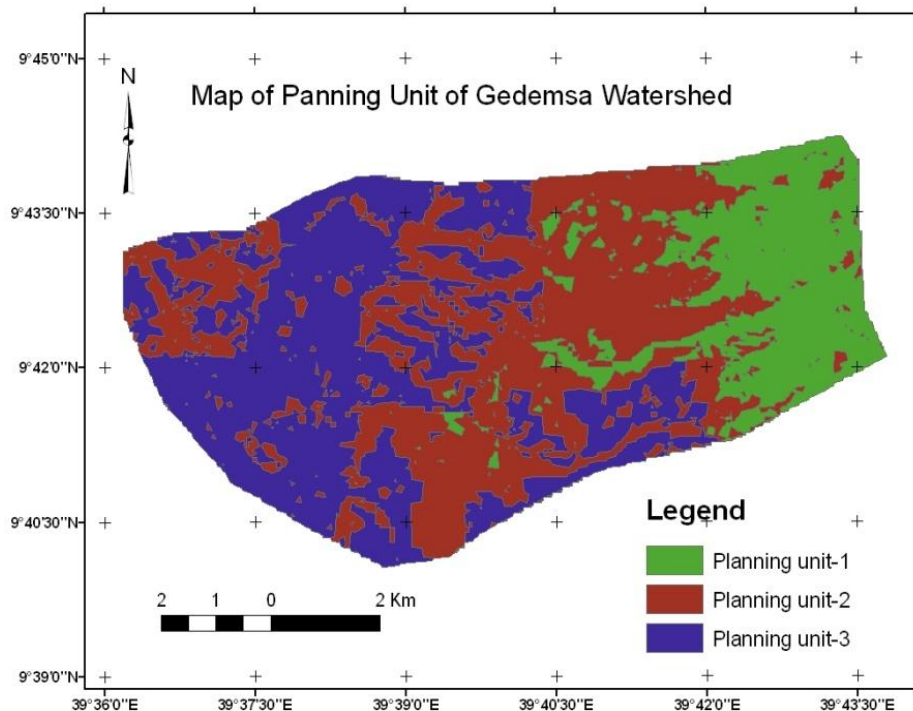 9°45'0"N
N
Map of Panning Unit of Gedemsa Watershed
9°43'30"N
9°42'0"N
9°40'30"N
Legend
Planning unit-1
Planning unit-2
Planning unit-3
2 1 0 2 Km
9°39'0"N
39°36'0"E 39°37'30"E 39°39'0"E 39°40'30"E 39°42'0"E 39°43'30"E